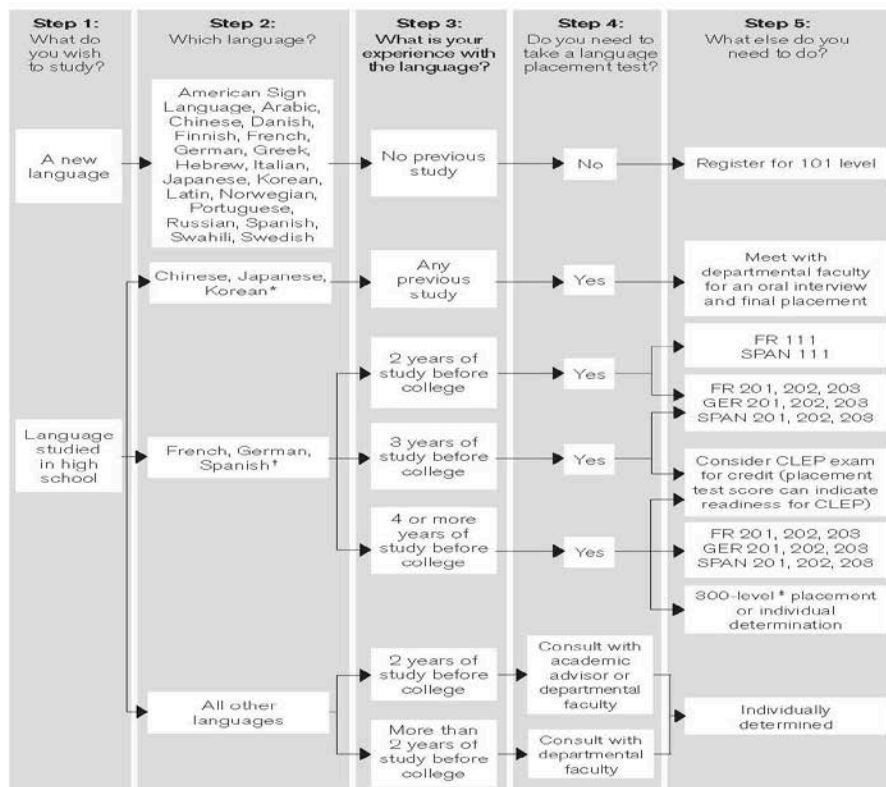 Step 1:
What do
you wish
to study?
Step 2:
Which language?
Step 3:
What is your
experience with
the language?
Step 4:
Do you need to
take a language
placement test?
Step 5:
What else do you
need to do?
A new
language
American Sign
Language, Arabic,
Chinese, Danish,
Finnish, French,
German, Greek,
Hebrew, Italian,
Japanese, Korean,
Latin, Norwegian,
Portuguese,
Russian, Spanish,
Swahili, Swedish
No previous
study
No
Register for 101 level
Language
studied
in high
school
Chinese, Japanese,
Korean*
Any
previous
study
Yes
Meet with
departmental faculty
for an oral interview
and final placement
French, German,
Spanish†
2 years of
study before
college
Yes
FR 111
SPAN 111
FR 201, 202, 203
GER 201, 202, 203
SPAN 201, 202, 203
3 years of
study before
college
Yes
Consider CLEP exam
for credit (placement
test score can indicate
readiness for CLEP)
4 or more
years of
study before
college
Yes
FR 201, 202, 203
GER 201, 202, 203
SPAN 201, 202, 203
300-level‡ placement
or individual
determination
All other
languages
2 years of
study before
college
Consult with
academic
advisor or
departmental
faculty
More than
2 years of
study before
college
Consult with
departmental
faculty
Individually
determined